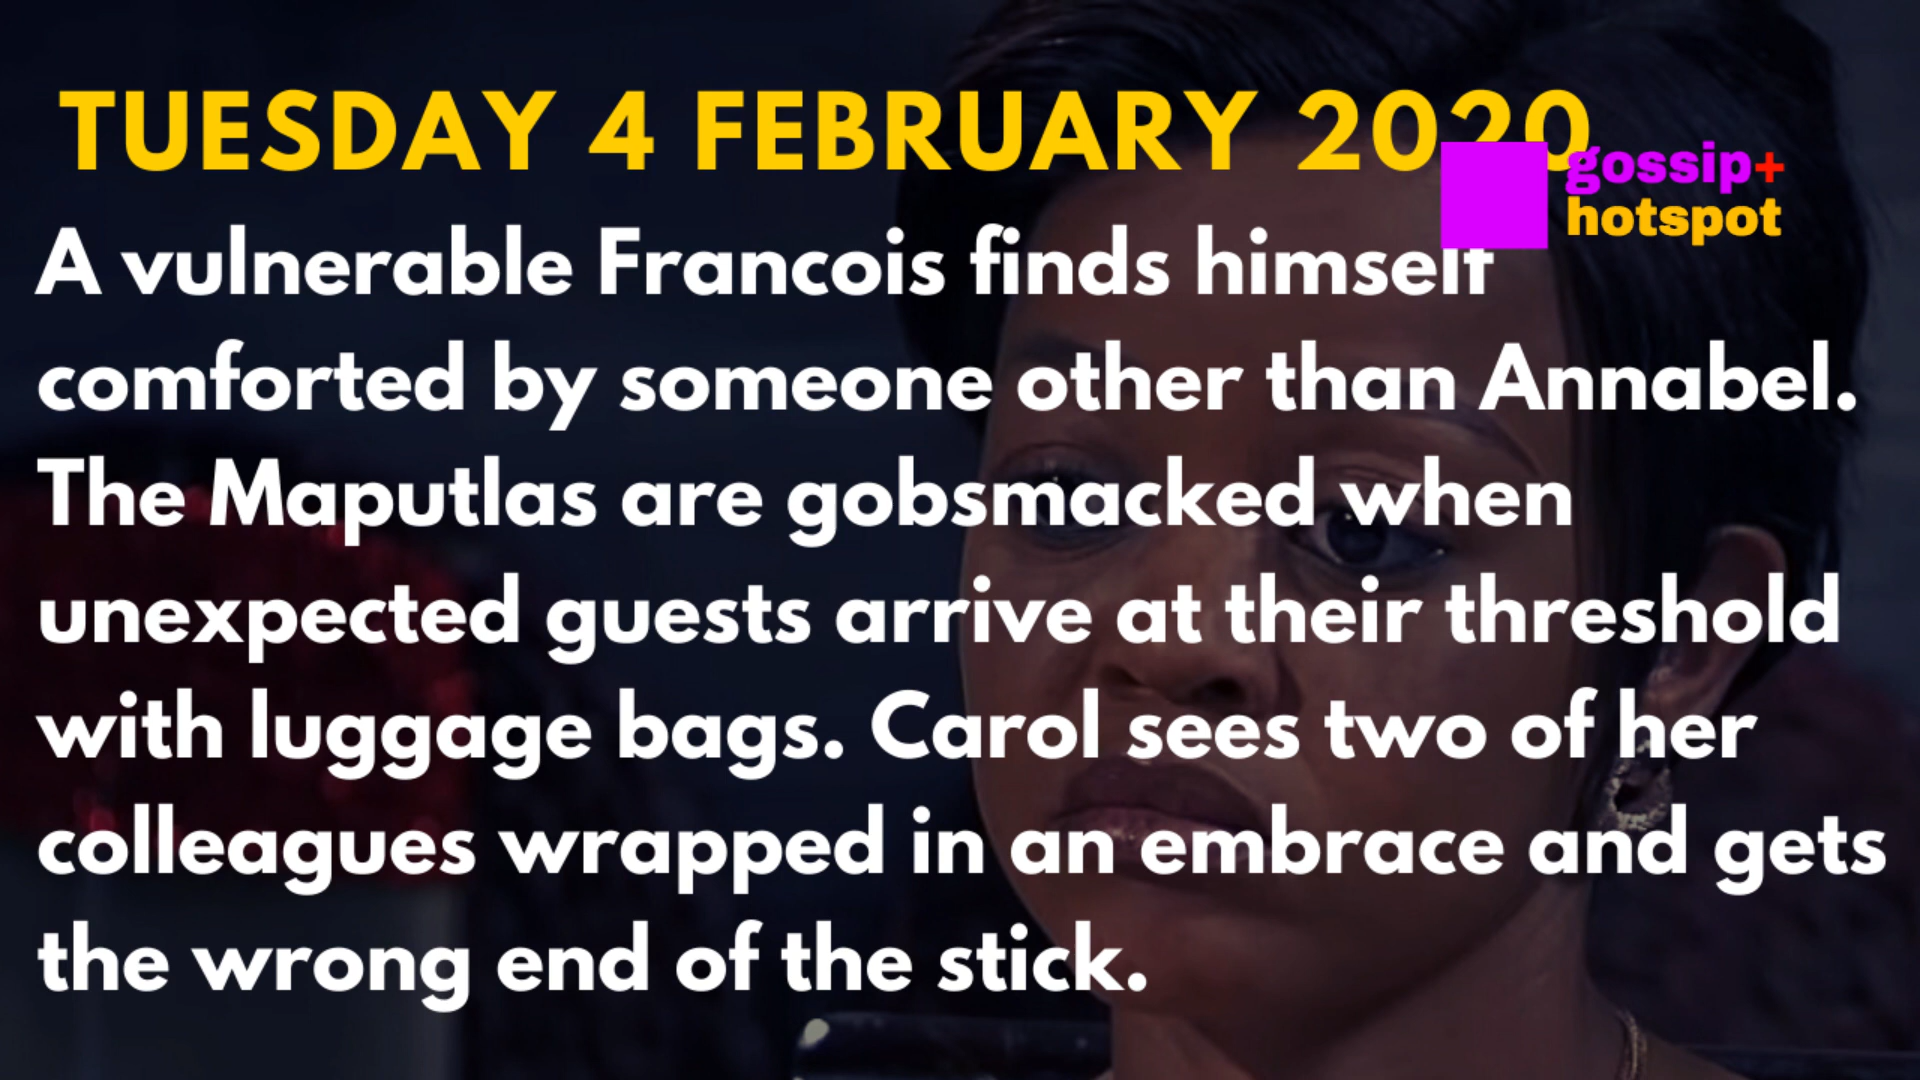 TUESDAY 4 FEBRUARY 2020
gossip+
hotspot
A vulnerable Francois finds himself
comforted by someone other than Annabel.
The Maputlas are gobsmacked when
unexpected guests arrive at their threshold
with luggage bags. Carol sees two of her
colleagues wrapped in an embrace and gets
the wrong end of the stick.